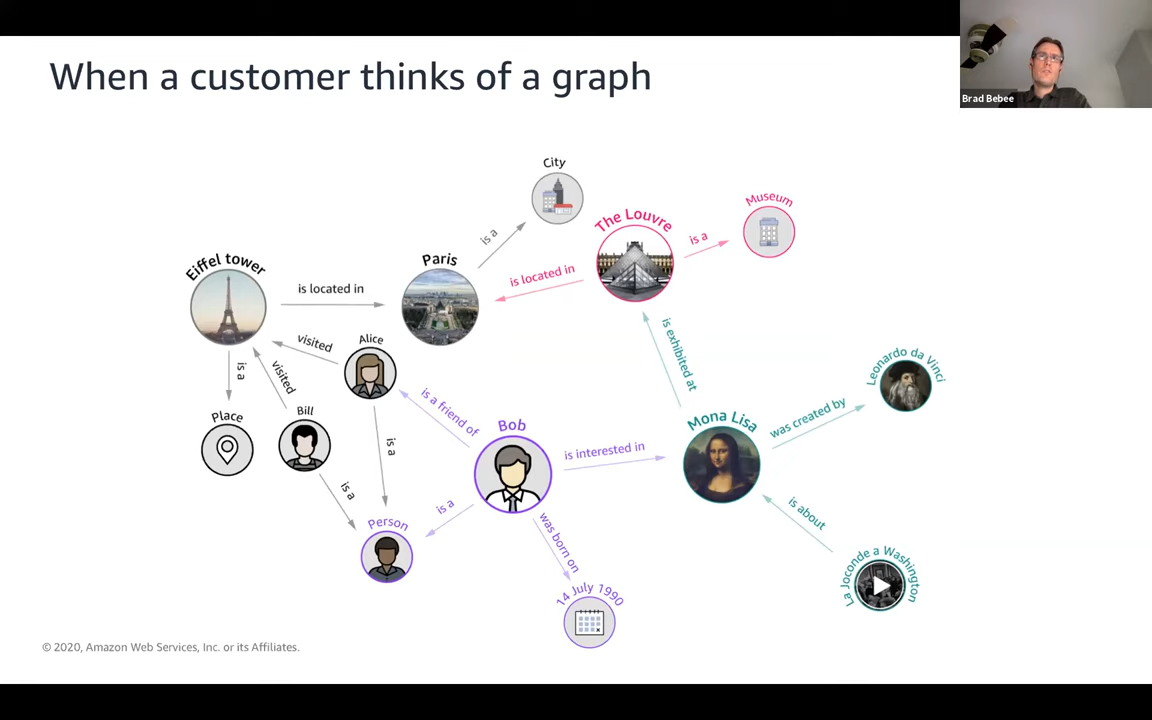 When a customer thinks of a graph
Brad Bebee
City
is a
The Louvre
Museum
is a
Eiffel tower
Paris
is located in
is located in
visited
Alice
is exhibited at
is a
visited
Leonardo da Vinci
Place
Bill
is a friend of
Bob
Mona Lisa
was created by
is a
is interested in
is a
is a
Person
was born on
is about
La Joconde a Washington
14 July 1990
© 2020, Amazon Web Services, Inc. or its Affiliates.